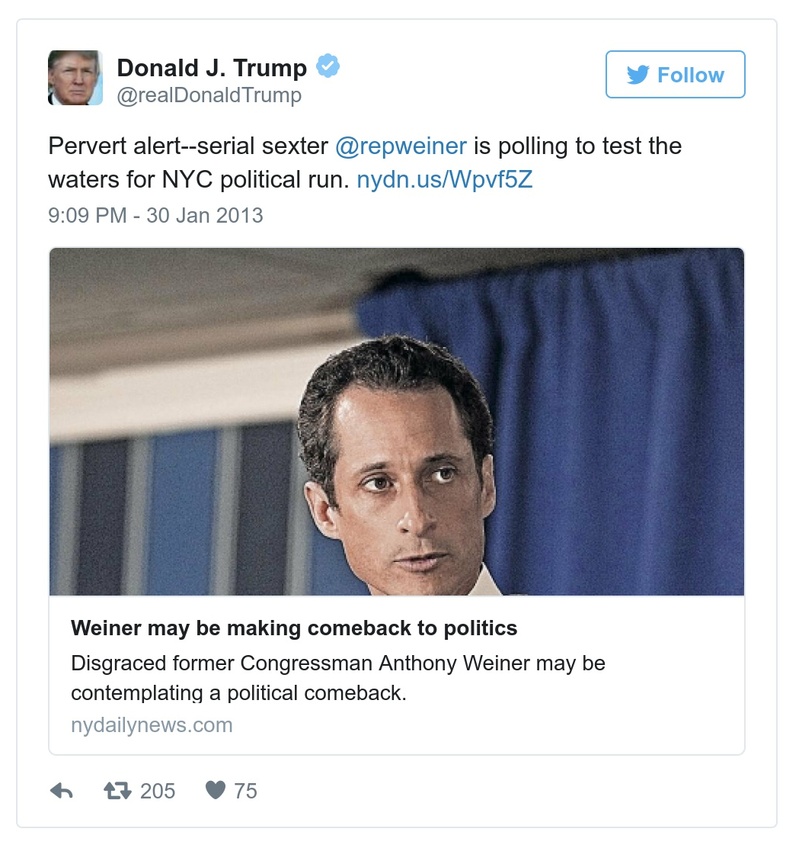 Donald J. Trump
@realDonaldTrump
Follow
Pervert alert--serial sexter @repweiner is polling to test the
waters for NYC political run. nydn.us/Wpvf5Z
9:09 PM - 30 Jan 2013
Weiner may be making comeback to politics
Disgraced former Congressman Anthony Weiner may be
contemplating a political comeback.
nydailynews.com
205 75